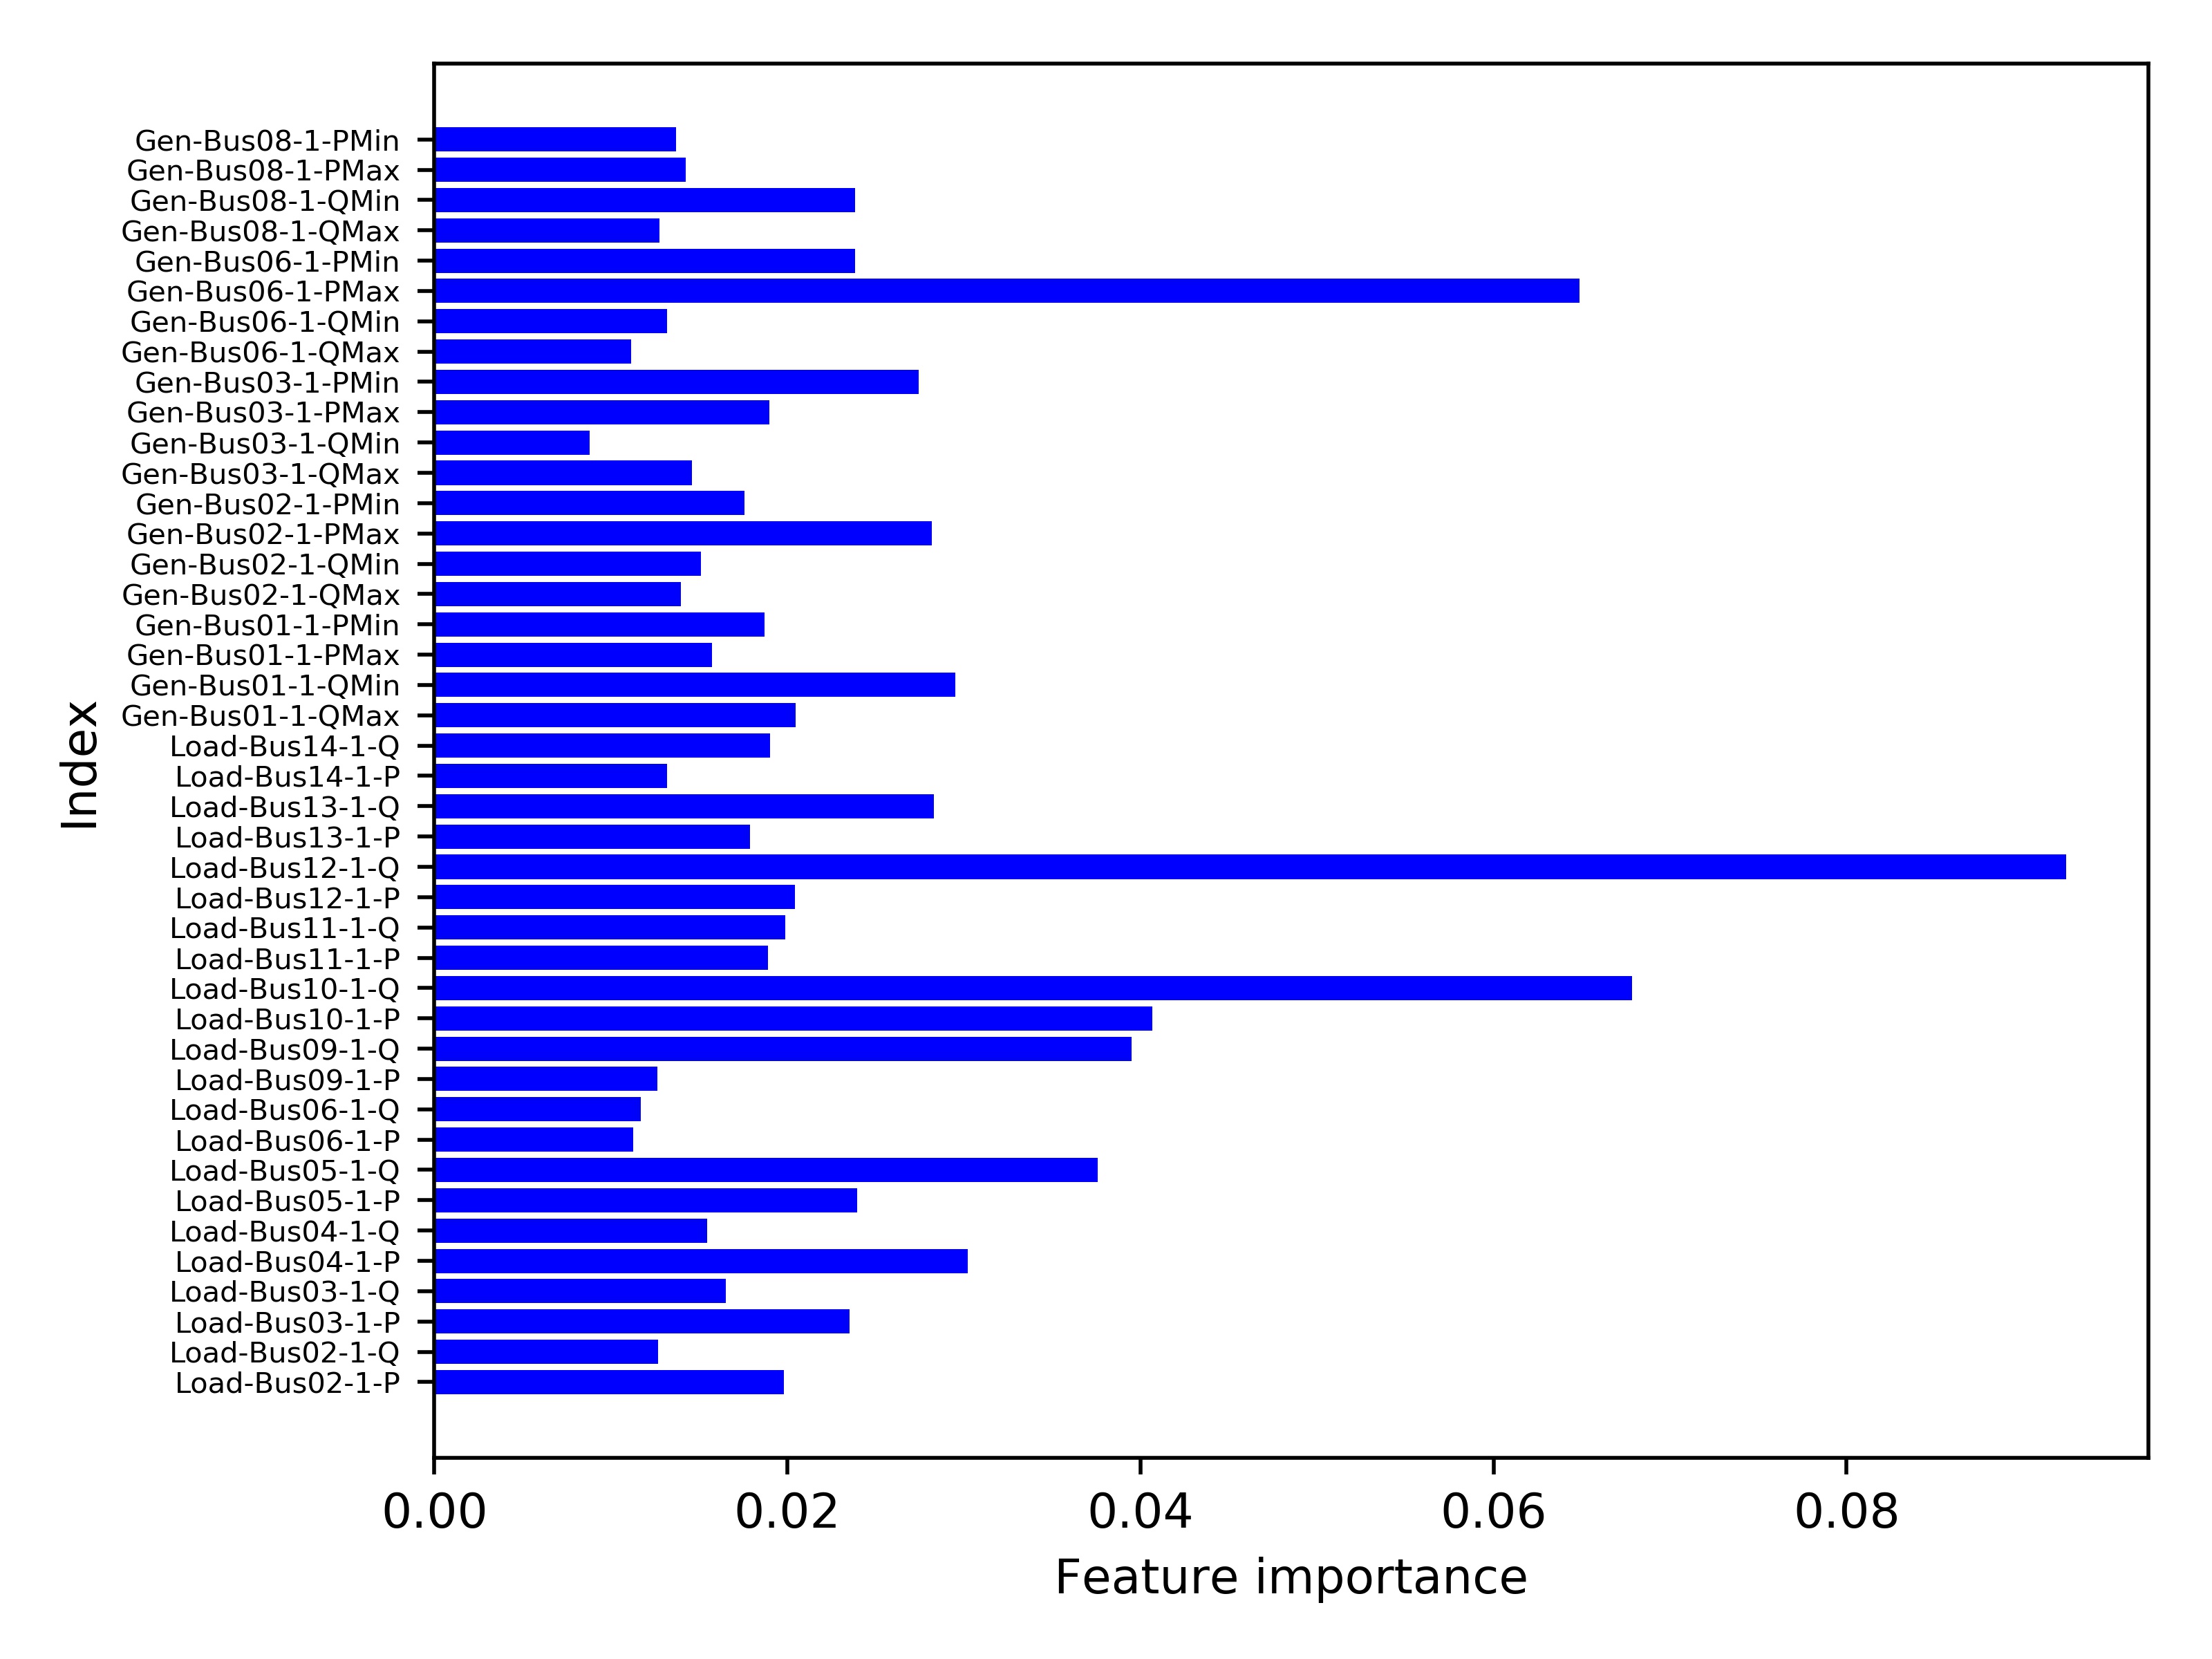 Gen-Bus08-1-PMin
Gen-Bus08-1-PMax
Gen-Bus08-1-QMin
Gen-Bus08-1-QMax
Gen-Bus06-1-PMin
Gen-Bus06-1-PMax
Gen-Bus06-1-QMin
Gen-Bus06-1-QMax
Gen-Bus03-1-PMin
Gen-Bus03-1-PMax
Gen-Bus03-1-QMin
Gen-Bus03-1-QMax
Gen-Bus02-1-PMin
Gen-Bus02-1-PMax
Gen-Bus02-1-QMin
Gen-Bus02-1-QMax
Gen-Bus01-1-PMin
Gen-Bus01-1-PMax
Gen-Bus01-1-QMin
Gen-Bus01-1-QMax
Load-Bus14-1-Q
Load-Bus14-1-P
Load-Bus13-1-Q
Load-Bus13-1-P
Load-Bus12-1-Q
Load-Bus12-1-P
Load-Bus11-1-Q
Load-Bus11-1-P
Load-Bus10-1-Q
Load-Bus10-1-P
Load-Bus09-1-Q
Load-Bus09-1-P
Load-Bus06-1-Q
Load-Bus06-1-P
Load-Bus05-1-Q
Load-Bus05-1-P
Load-Bus04-1-Q
Load-Bus04-1-P
Load-Bus03-1-Q
Load-Bus03-1-P
Load-Bus02-1-Q
Load-Bus02-1-P
Index
0.00 0.02 0.04 0.06 0.08
Feature importance